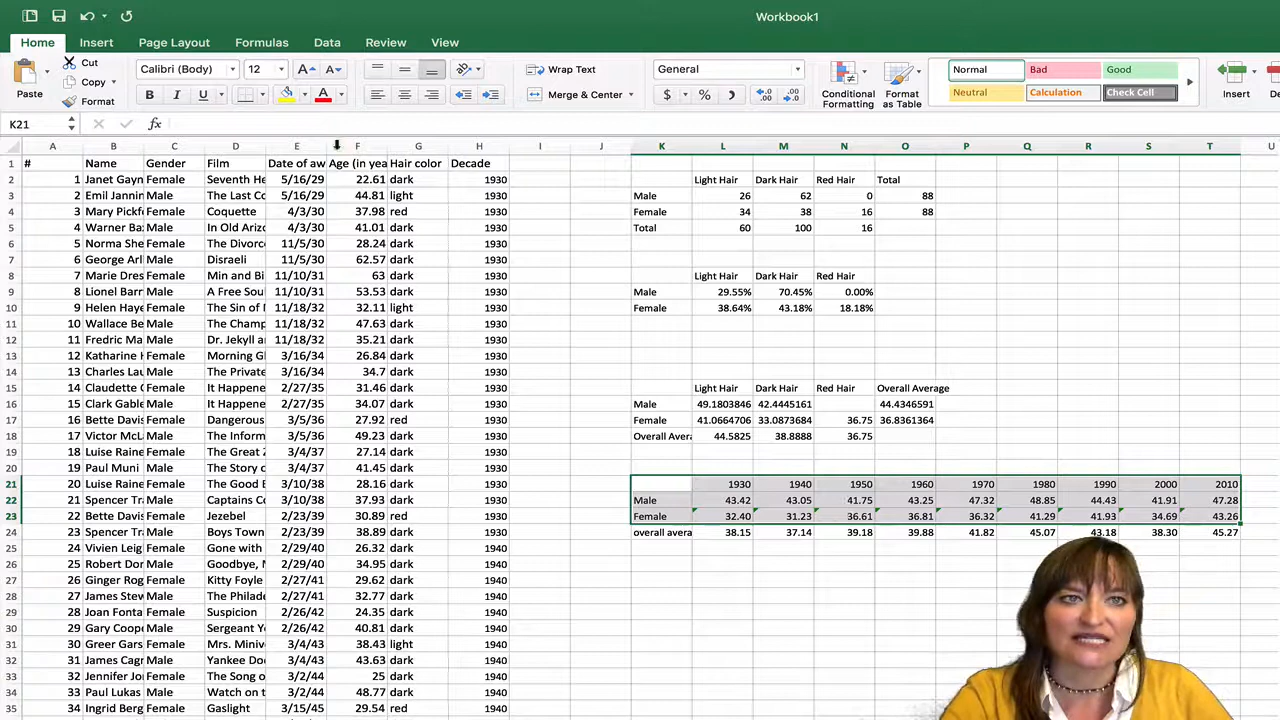 Workbook1
Home Insert Page Layout Formulas Data Review View
Paste Cut Copy Format
Calibri (Body) 12 A A
B I U A
Wrap Text
Merge & Center
General
$ %
Conditional Formatting
Format as Table
Normal Bad Good
Neutral Calculation Check Cell
Insert
K21 fx
A B C D E F G H I J K L M N O P Q R S T U
1 # Name Gender Film Date of aw Age (in yea Hair color Decade
2 1 Janet Gayn Female Seventh He 5/16/29 22.61 dark 1930 Light Hair Dark Hair Red Hair Total
3 2 Emil Jannin Male The Last Co 5/16/29 44.81 light 1930 Male 26 62 0 88
4 3 Mary Pickf Female Coquette 4/3/30 37.98 red 1930 Female 34 38 16 88
5 4 Warner Bax Male In Old Arizo 4/3/30 41.01 dark 1930 Total 60 100 16
6 5 Norma She Female The Divorc 11/5/30 28.24 dark 1930
7 6 George Arl Male Disraeli 11/5/30 62.57 dark 1930
8 7 Marie Dres Female Min and Bi 11/10/31 63 dark 1930 Light Hair Dark Hair Red Hair
9 8 Lionel Barr Male A Free Sou 11/10/31 53.53 dark 1930 Male 29.55% 70.45% 0.00%
10 9 Helen Haye Female The Sin of 11/18/32 32.11 light 1930 Female 38.64% 43.18% 18.18%
11 10 Wallace Be Male The Champ 11/18/32 47.63 dark 1930
12 11 Fredric Ma Male Dr. Jekyll an 11/18/32 35.21 dark 1930
13 12 Katharine H Female Morning Gl 3/16/34 26.84 dark 1930
14 13 Charles Lau Male The Private 3/16/34 34.7 dark 1930
15 14 Claudette C Female It Happene 2/27/35 31.46 dark 1930 Light Hair Dark Hair Red Hair Overall Average
16 15 Clark Gable Male It Happene 2/27/35 34.07 dark 1930 Male 49.1803846 42.4445161 44.4346591
17 16 Bette Davis Female Dangerous 3/5/36 27.92 red 1930 Female 41.0664706 33.0873684 36.75 36.8361364
18 17 Victor McL Male The Inform 3/5/36 49.23 dark 1930 Overall Avera 44.5825 38.8888 36.75
19 18 Luise Raine Female The Great Z 3/4/37 27.14 dark 1930
20 19 Paul Muni Male The Story o 3/4/37 41.45 dark 1930
21 20 Luise Raine Female The Good E 3/10/38 28.16 dark 1930 1930 1940 1950 1960 1970 1980 1990 2000 2010
22 21 Spencer Tr Male Captains Co 3/10/38 37.93 dark 1930 Male 43.42 43.05 41.75 43.25 47.32 48.85 44.43 41.91 47.28
23 22 Bette Davis Female Jezebel 2/23/39 30.89 red 1930 Female 32.40 31.23 36.61 36.81 36.32 41.29 41.93 34.69 43.26
24 23 Spencer Tr Male Boys Town 2/23/39 38.89 dark 1930 overall avera 38.15 37.14 39.18 39.88 41.82 45.07 43.18 38.30 45.27
25 24 Vivien Leig Female Gone with 2/29/40 26.32 dark 1940
26 25 Robert Don Male Goodbye, M 2/29/40 34.95 dark 1940
27 26 Ginger Rog Female Kitty Foyle 2/27/41 29.62 dark 1940
28 27 James Stew Male The Philade 2/27/41 32.77 dark 1940
29 28 Joan Fonta Female Suspicion 2/26/42 24.35 dark 1940
30 29 Gary Coope Male Sergeant Y 2/26/42 40.81 dark 1940
31 30 Greer Gars Female Mrs. Miniv 3/4/43 38.43 light 1940
32 31 James Cagn Male Yankee Doo 3/4/43 43.63 dark 1940
33 32 Jennifer Jo Female The Song o 3/2/44 25 dark 1940
34 33 Paul Lukas Male Watch on t 3/2/44 48.77 dark 1940
35 34 Ingrid Berg Female Gaslight 3/15/45 29.54 red 1940